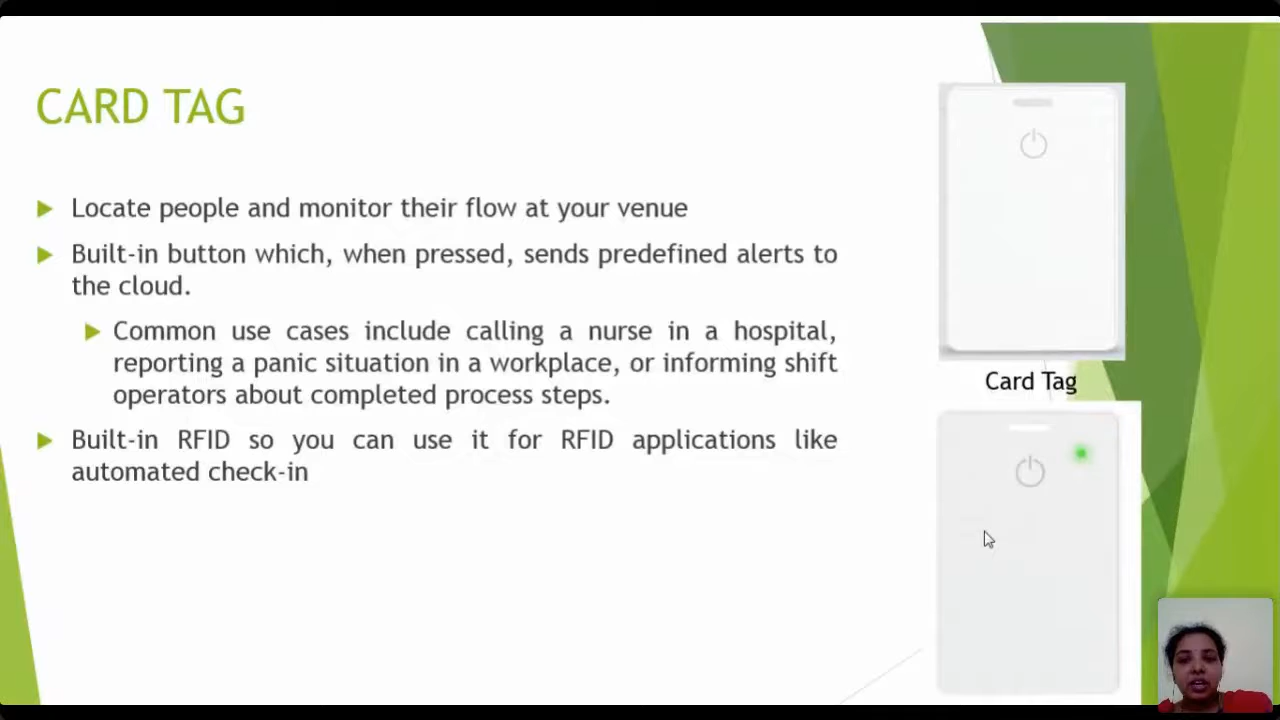 CARD TAG
Locate people and monitor their flow at your venue
Built-in button which, when pressed, sends predefined alerts to
the cloud.
Common use cases include calling a nurse in a hospital,
reporting a panic situation in a workplace, or informing shift
operators about completed process steps.
Built-in RFID so you can use it for RFID applications like
automated check-in
Card Tag